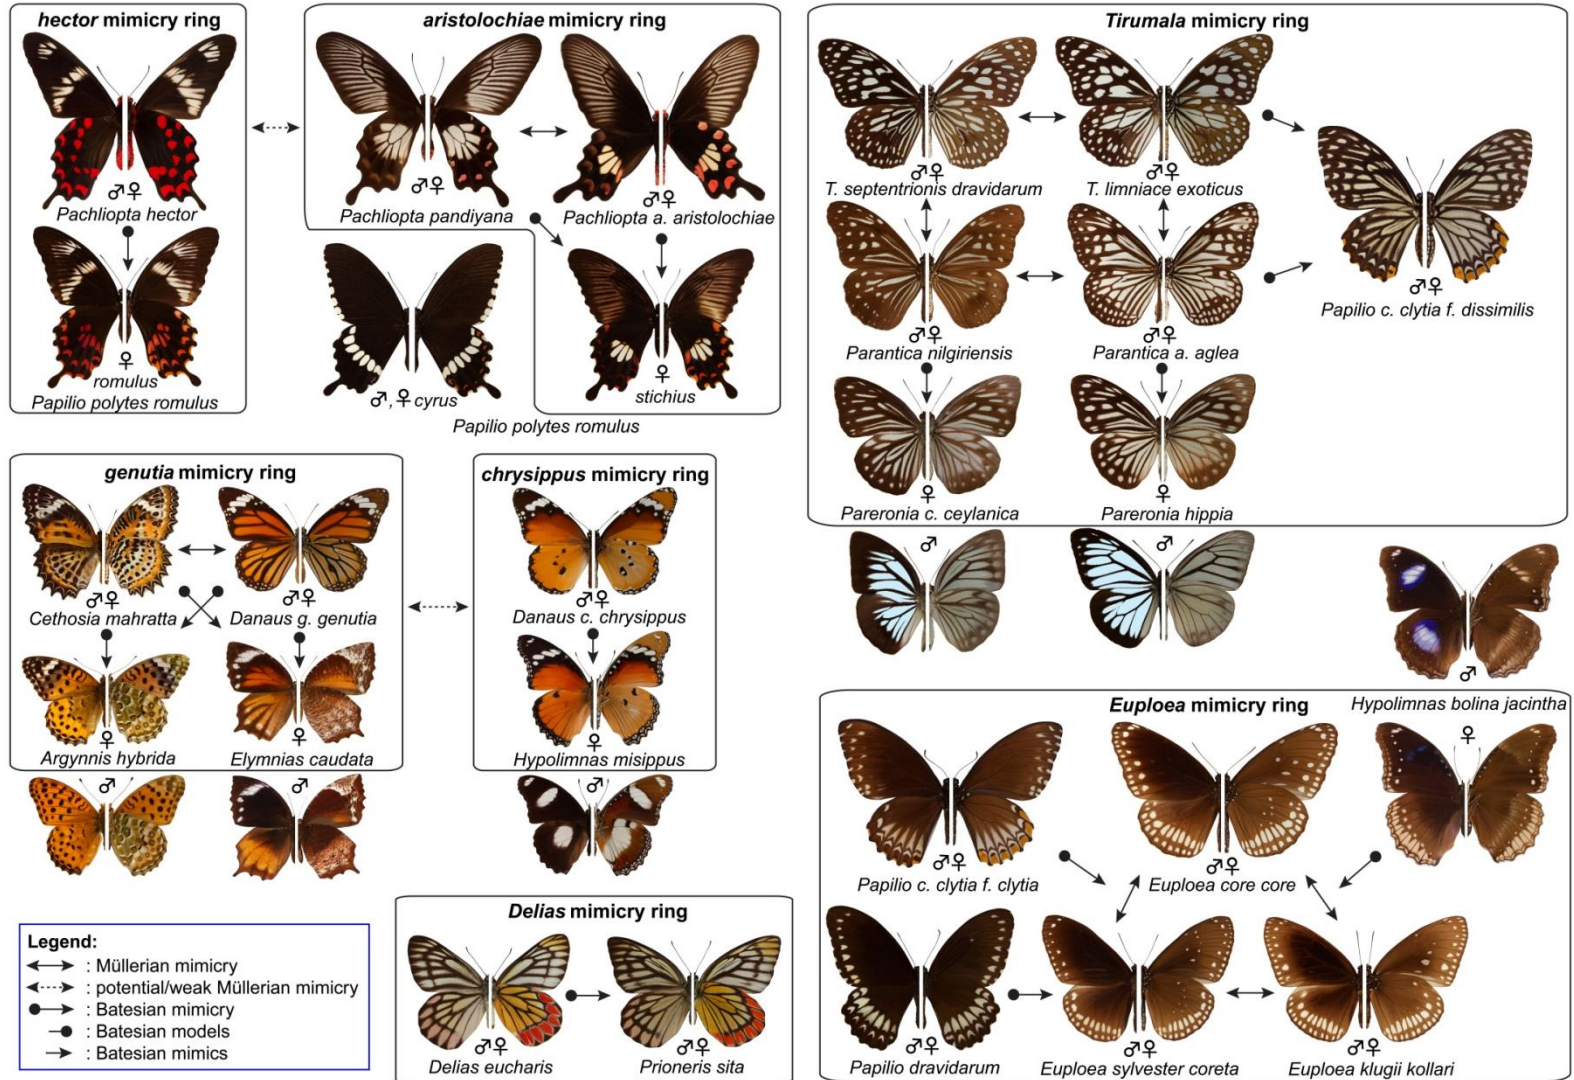 hector mimicry ring
♂♀
Pachliopta hector
♀
romulus
Papilio polytes romulus
aristolochiae mimicry ring
♂♀
Pachliopta pandiyana
♂♀
Pachliopta a. aristolochiae
♂, ♀ cyrus
♀
stichius
Papilio polytes romulus
Tirumala mimicry ring
♂♀
T. septentrionis dravidarum
♂♀
T. limniace exoticus
♂♀
Papilio c. clytia f. dissimilis
♂♀
Parantica nilgiriensis
♂♀
Parantica a. aglea
♀
Pareronia c. ceylanica
♀
Pareronia hippia
♂
♂
genutia mimicry ring
♂♀
Cethosia mahratta
♂♀
Danaus g. genutia
♀
Argynnis hybrida
♀
Elymnias caudata
♂
♂
chrysippus mimicry ring
♂♀
Danaus c. chrysippus
♀
Hypolimnas misippus
♂
♂
Hypolimnas bolina jacintha
♀
Euploea mimicry ring
♂♀
Papilio c. clytia f. clytia
♂♀
Euploea core core
♂♀
Papilio dravidarum
♂♀
Euploea sylvester coreta
♂♀
Euploea klugii kollari
Delias mimicry ring
♂♀
Delias eucharis
♂♀
Prioneris sita
Legend:
: Müllerian mimicry
: potential/weak Müllerian mimicry
: Batesian mimicry
: Batesian models
: Batesian mimics